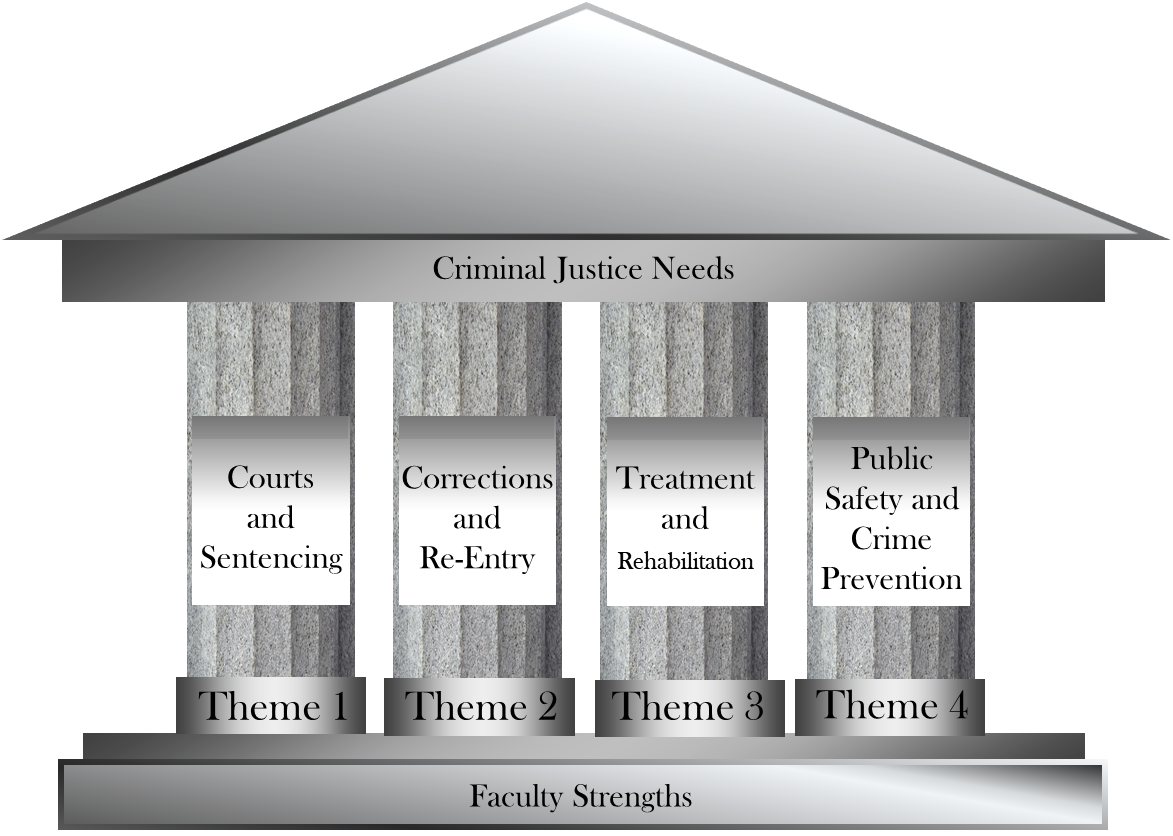 Criminal Justice Needs
Courts
and
Sentencing
Corrections
and
Re-Entry
Treatment
and
Rehabilitation
Public
Safety and
Crime
Prevention
Theme 1
Theme 2
Theme 3
Theme 4
Faculty Strengths